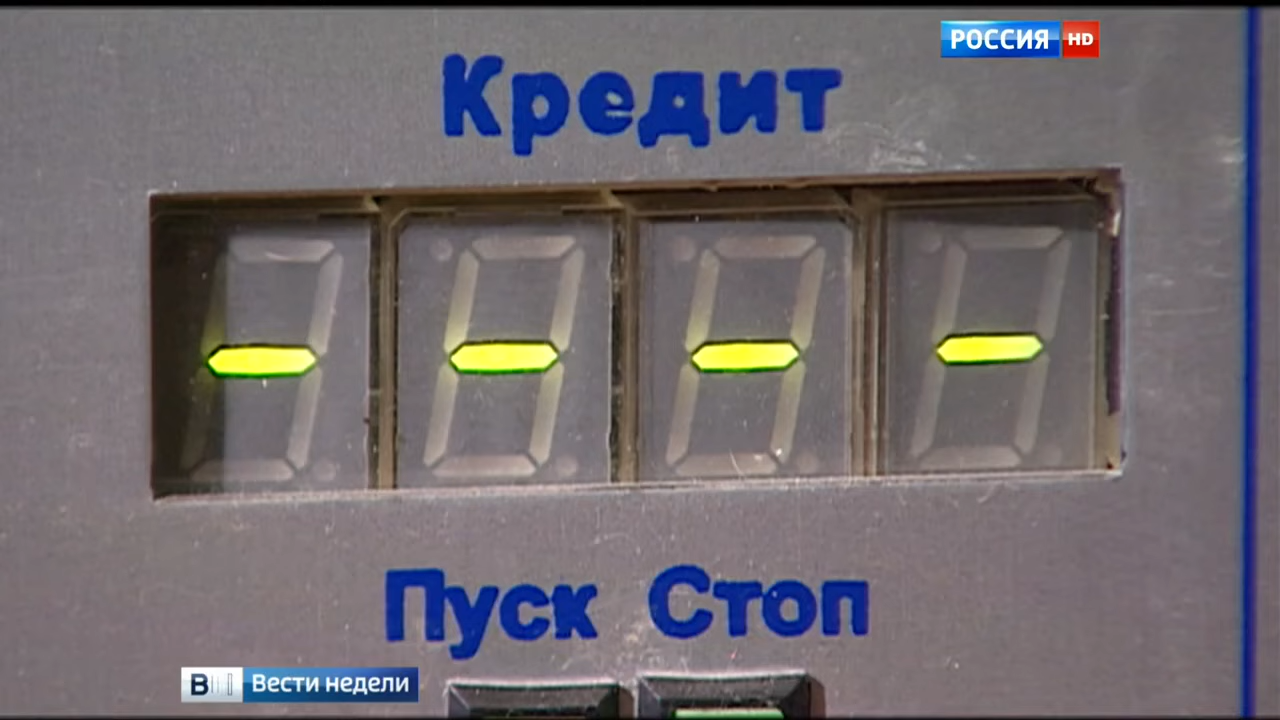 РОССИЯ HD
Кредит
----
Пуск Стоп
В Вести недели